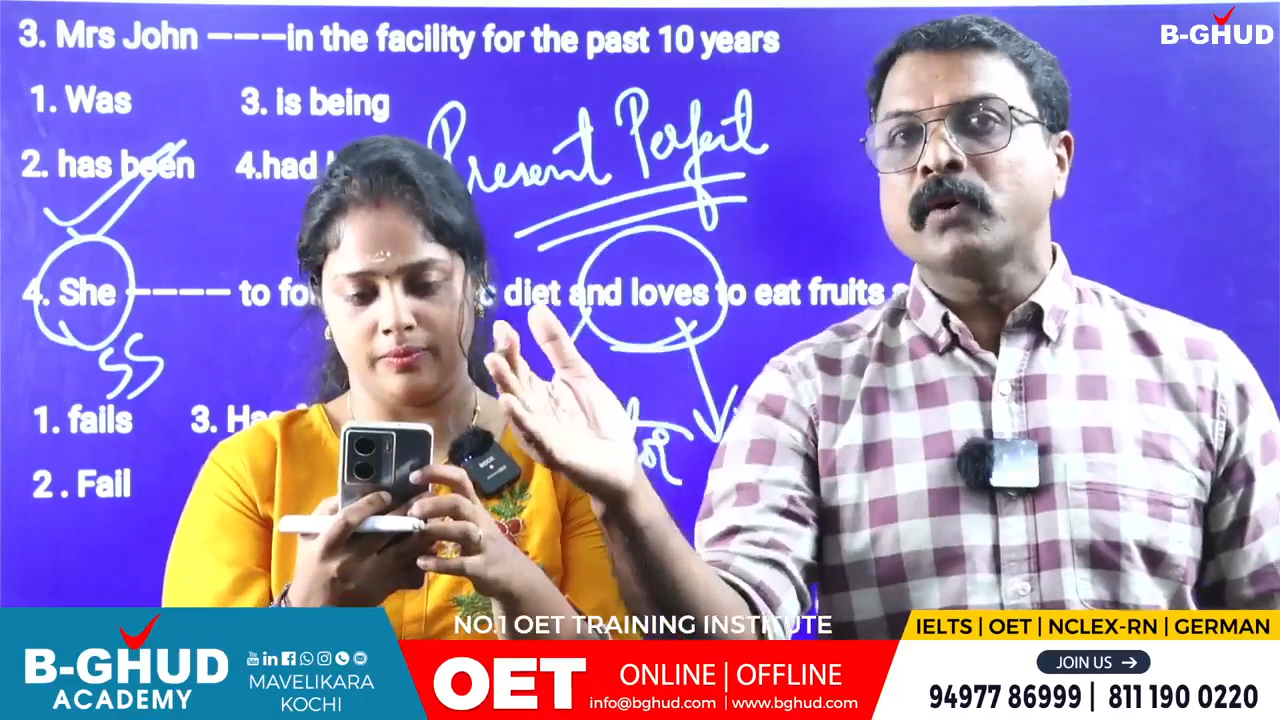 3. Mrs John ———in the facility for the past 10 years
1. Was 3. is being
2. has been 4.had
Present Perfect
4. She ———— to diet and loves to eat fruits
SS
1. fails 3.
2 . Fail
B-GHUD
NO.1 OET TRAINING INSTITUTE
IELTS | OET | NCLEX-RN | GERMAN
B-GHUD
ACADEMY
MAVELIKARA
KOCHI
OET ONLINE | OFFLINE
info@bghud.com | www.bghud.com
JOIN US →
94977 86999 | 811 190 0220